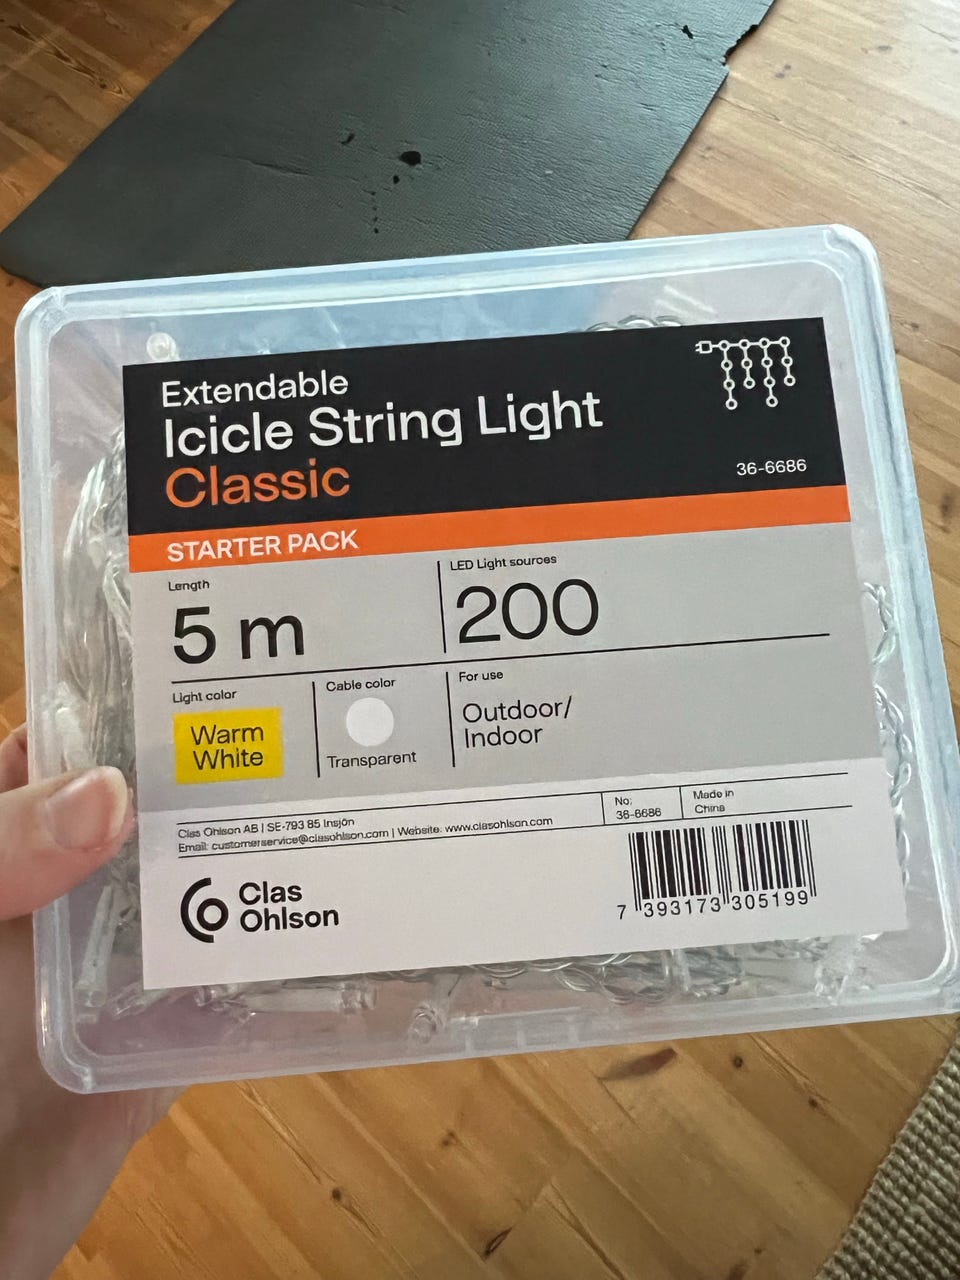 Extendable
Icicle String Light
Classic
36-6686
STARTER PACK
Length
5 m
LED Light sources
200
Light color
Warm
White
Cable color
Transparent
For use
Outdoor/
Indoor
Clas Ohlson AB | SE-793 85 Insjön
Email: customerservice@clasohlson.com | Website: www.clasohlson.com
No:
36-6686
Made in
China
Clas
Ohlson
7 393173 305199